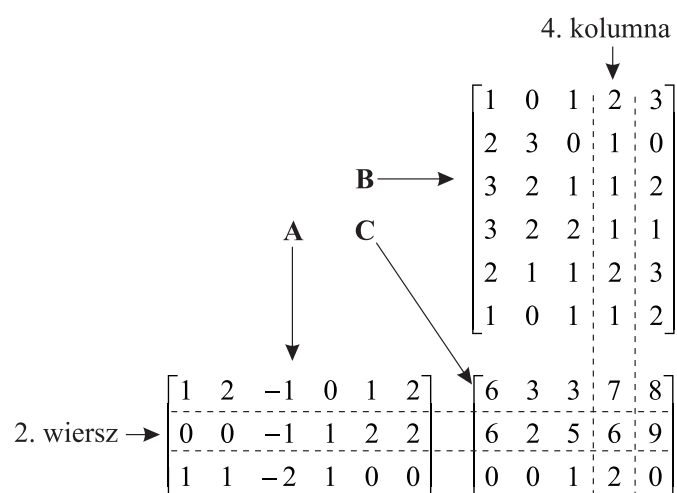 4. kolumna
1 0 1 2 3
2 3 0 1 0
B
3 2 1 1 2
A C
3 2 2 1 1
2 1 1 2 3
1 0 1 1 2
1 2 −1 0 1 2
6 3 3 7 8
2. wiersz
0 0 −1 1 2 2
6 2 5 6 9
1 1 −2 1 0 0
0 0 1 2 0